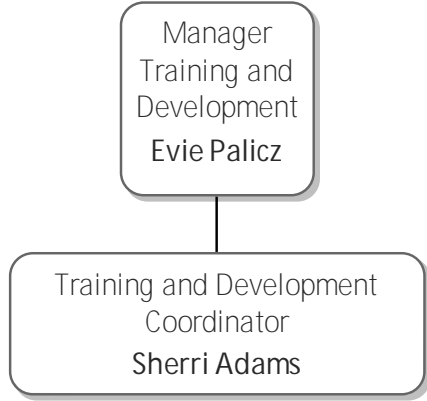 Manager
Training and
Development
Evie Palicz
Training and Development
Coordinator
Sherri Adams